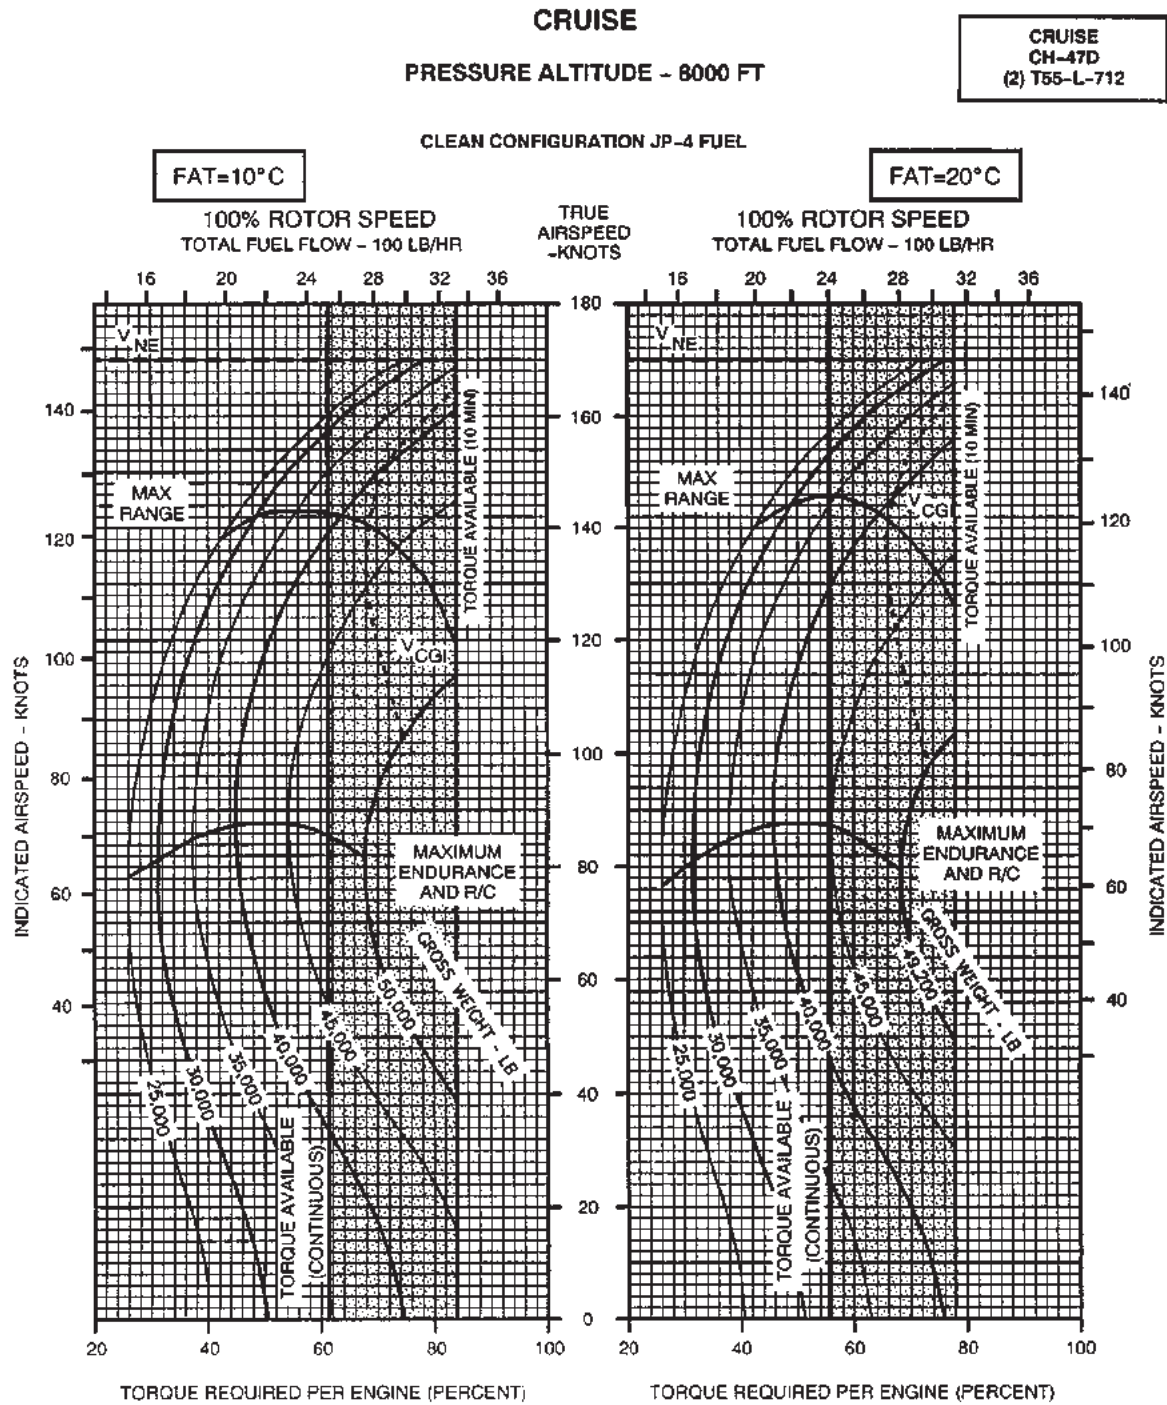 CRUISE
PRESSURE ALTITUDE – 8000 FT
CRUISE
CH–47D
(2) T55–L–712
CLEAN CONFIGURATION JP–4 FUEL
FAT=10°C
100% ROTOR SPEED
TOTAL FUEL FLOW – 100 LB/HR
16 20 24 28 32 36
TRUE
AIRSPEED
–KNOTS
FAT=20°C
100% ROTOR SPEED
TOTAL FUEL FLOW – 100 LB/HR
16 20 24 28 32 36
INDICATED AIRSPEED – KNOTS
140
120
100
80
60
40
V NE
MAX
RANGE
TORQUE AVAILABLE (10 MIN)
V CGI
MAXIMUM
ENDURANCE
AND R/C
GROSS WEIGHT – LB
25,000
30,000
35,000
40,000
45,000
50,000
TORQUE AVAILABLE
(CONTINUOUS)
20 40 60 80 100
TORQUE REQUIRED PER ENGINE (PERCENT)
180
160
140
120
100
80
60
40
20
0
V NE
MAX
RANGE
V CGI
TORQUE AVAILABLE (10 MIN)
MAXIMUM
ENDURANCE
AND R/C
GROSS WEIGHT – LB
25,000
30,000
35,000
40,000
45,000
49,200
TORQUE AVAILABLE
(CONTINUOUS)
20 40 60 80 100
TORQUE REQUIRED PER ENGINE (PERCENT)
140
120
100
80
60
40
INDICATED AIRSPEED – KNOTS